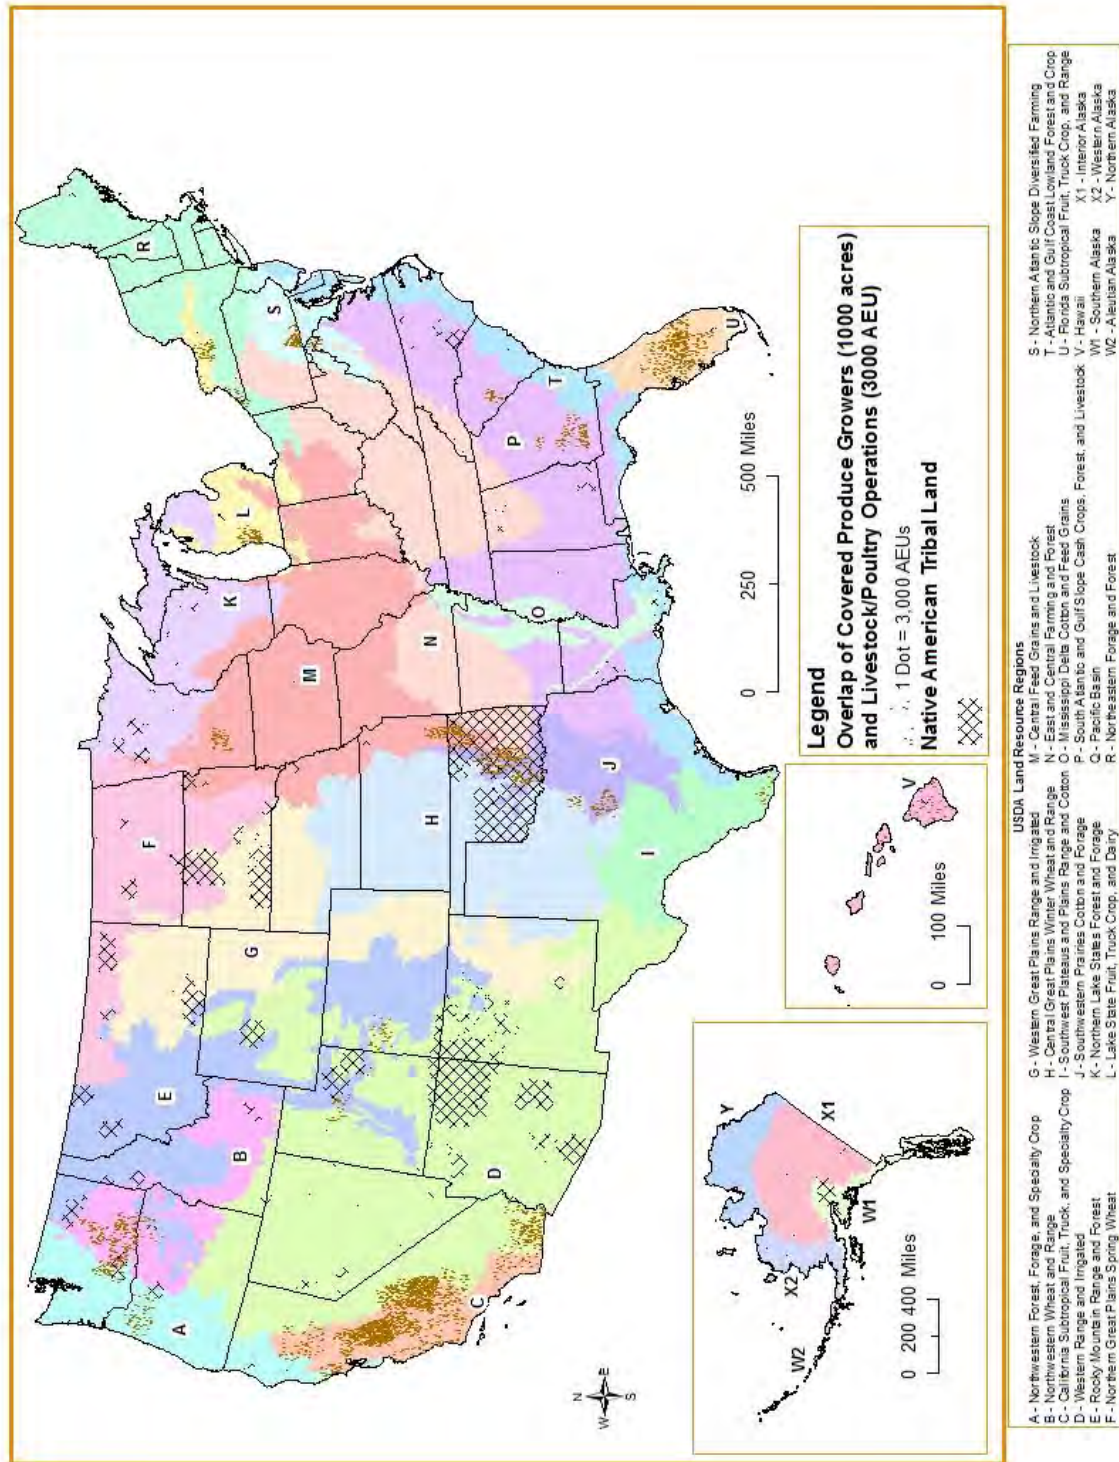 R
S
K
L
M
N
O
P
T
U
F
G
H
I
J
E
B
D
A
C
N
W
E
S
0
250
500 Miles
Legend
Overlap of Covered Produce Growers (1000 acres)
and Livestock/Poultry Operations (3000 AEU)
1 Dot = 3,000 AEUs
Native American Tribal Land
V
0
100 Miles
Y
X1
X2
W1
W2
0 200 400 Miles
USDA Land Resource Regions
A - Northwestern Forest, Forage, and Specialty Crop
B - Northwestern Wheat and Range
C - California Subtropical Fruit, Truck, and Specialty Crop
D - Western Range and Irrigated
E - Rocky Mountain Range and Forest
F - Northern Great Plains Spring Wheat
G - Western Great Plains Range and Irrigated
H - Central Great Plains Winter Wheat and Range
I - Southwest Plateaus and Plains Range and Cotton
J - Southwestern Prairies Cotton and Forage
K - Northern Lake States Forest and Forage
L - Lake State Fruit, Truck Crop, and Dairy
M - Central Feed Grains and Livestock
N - East and Central Farming and Forest
O - Mississippi Delta Cotton and Feed Grains
P - South Atlantic and Gulf Slope Cash Crops, Forest, and Livestock
Q - Pacific Basin
R - Northeastern Forage and Forest
S - Northern Atlantic Slope Diversified Farming
T - Atlantic and Gulf Coast Lowland Forest and Crop
U - Florida Subtropical Fruit, Truck Crop, and Range
V - Hawaii
W1 - Southern Alaska
W2 - Aleutian Alaska
X1 - Interior Alaska
X2 - Western Alaska
Y - Northern Alaska